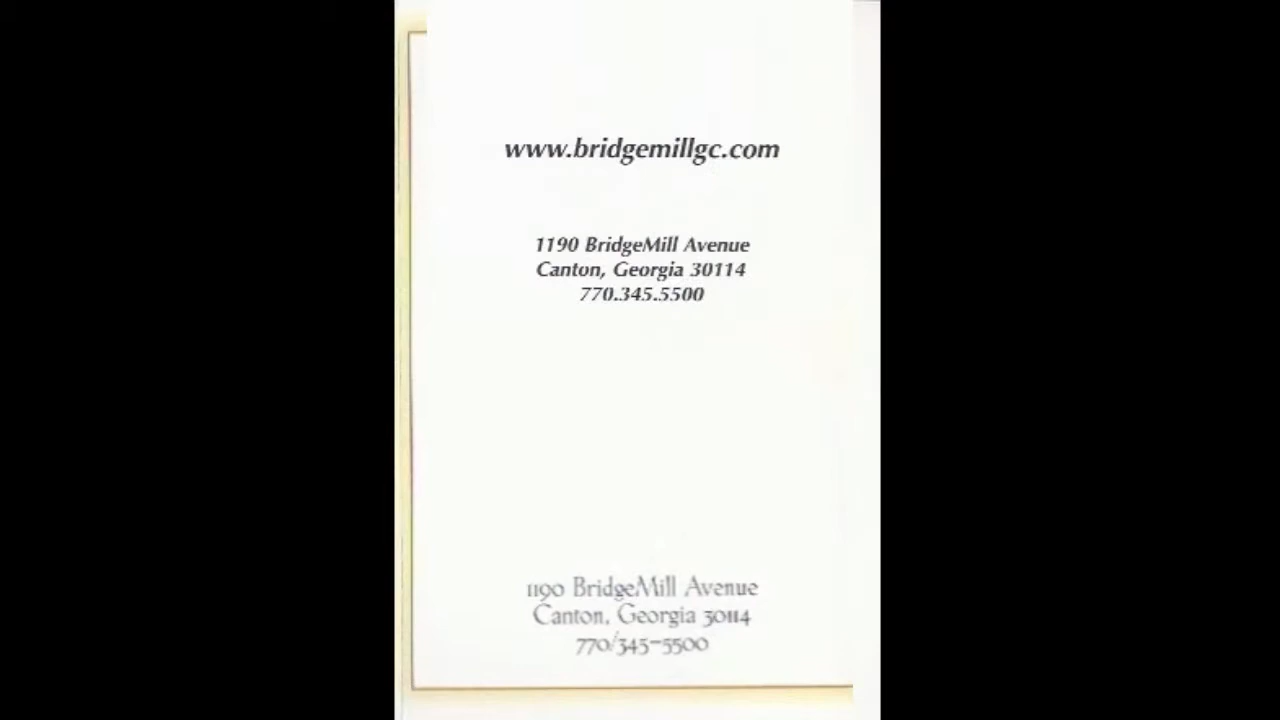 www.bridgemillgc.com
1190 BridgeMill Avenue
Canton, Georgia 30114
770.345.5500
1190 BridgeMill Avenue
Canton, Georgia 30114
770/345-5500